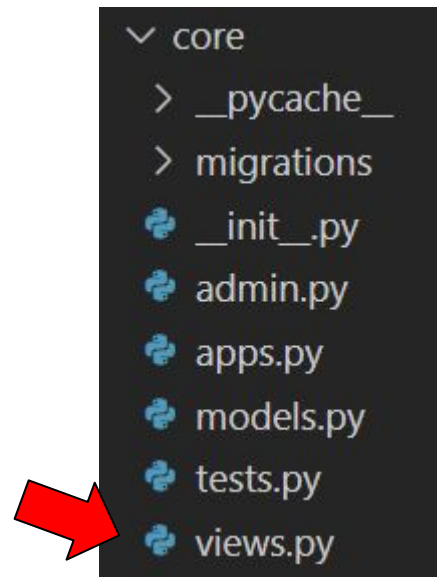 core
__pycache__
migrations
__init__.py
admin.py
apps.py
models.py
tests.py
views.py